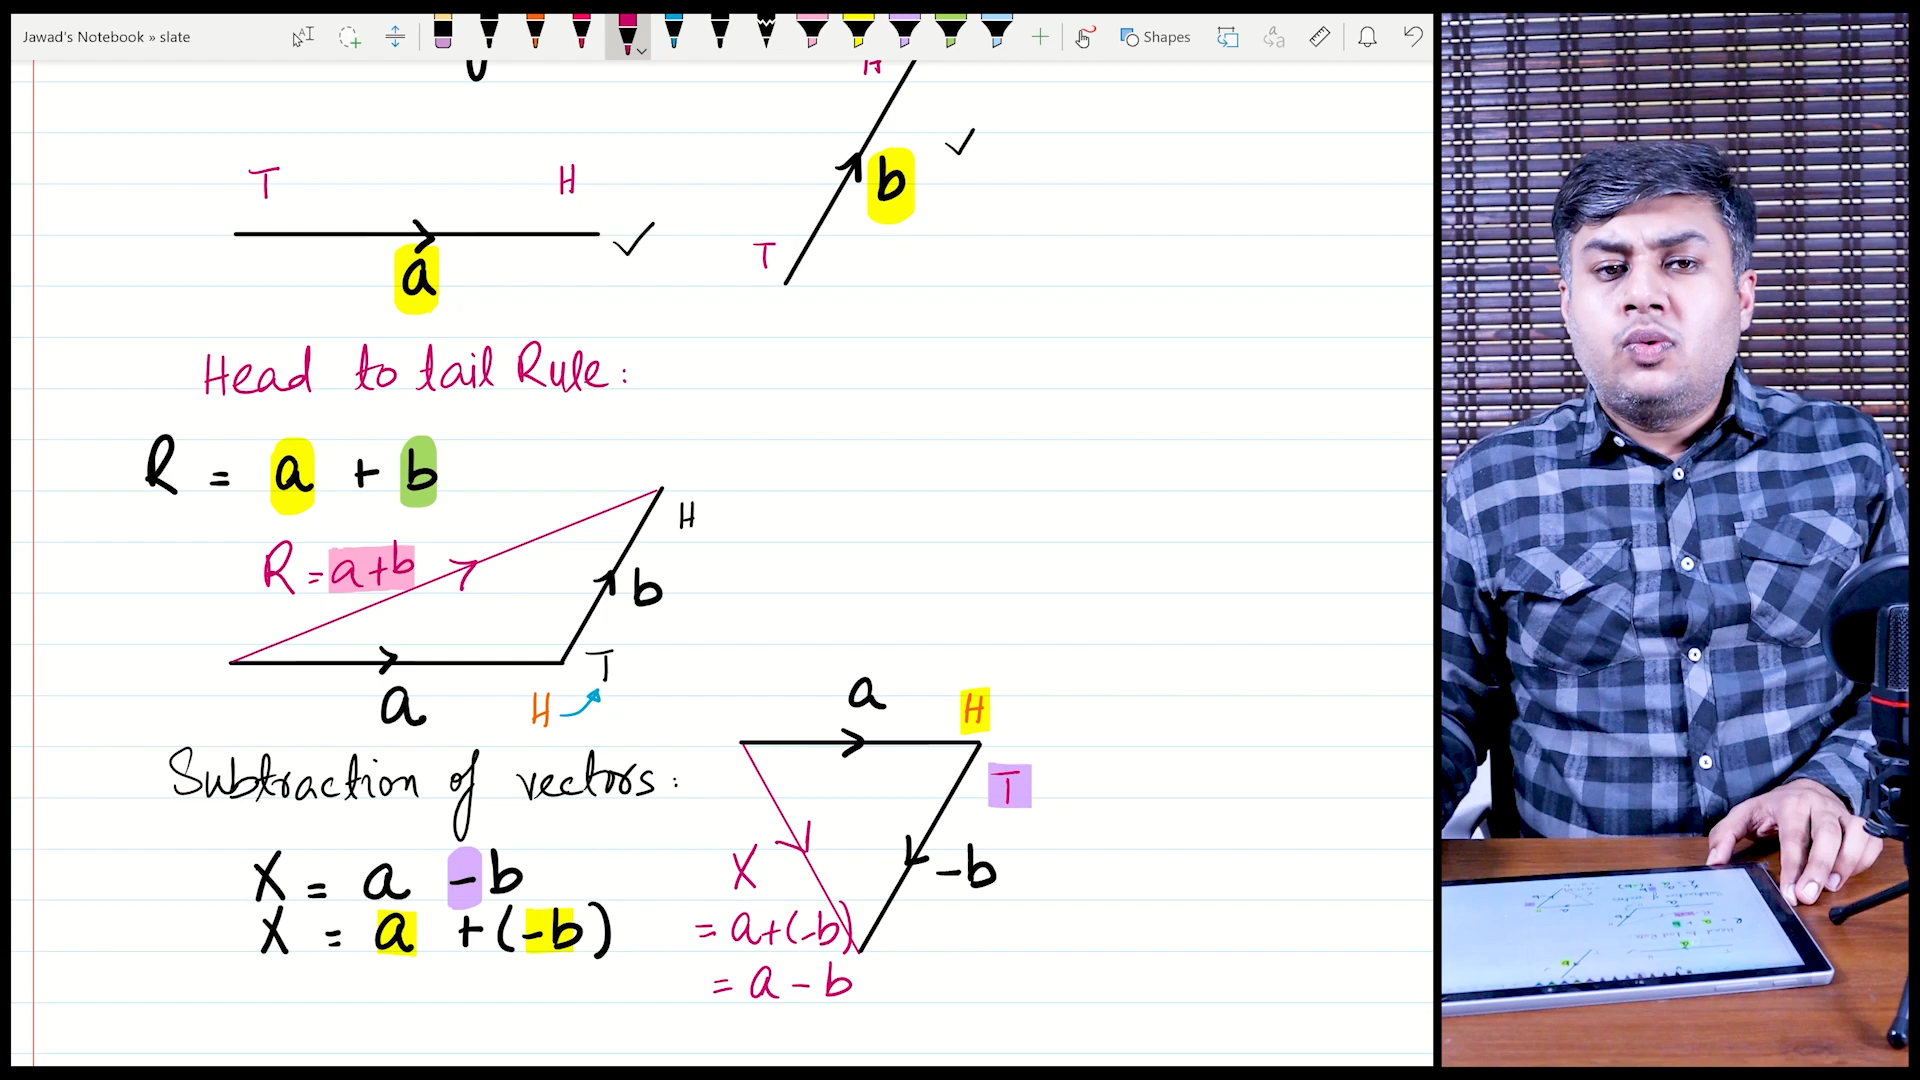 Jawad's Notebook » slate
Shapes
H
T H
b
a
T
Head to tail Rule:
R = a + b
H
R = a+b
b
T
a
H
a H
Subtraction of vectors:
T
X = a - b
X
-b
X = a + (-b)
= a+(-b)
= a - b